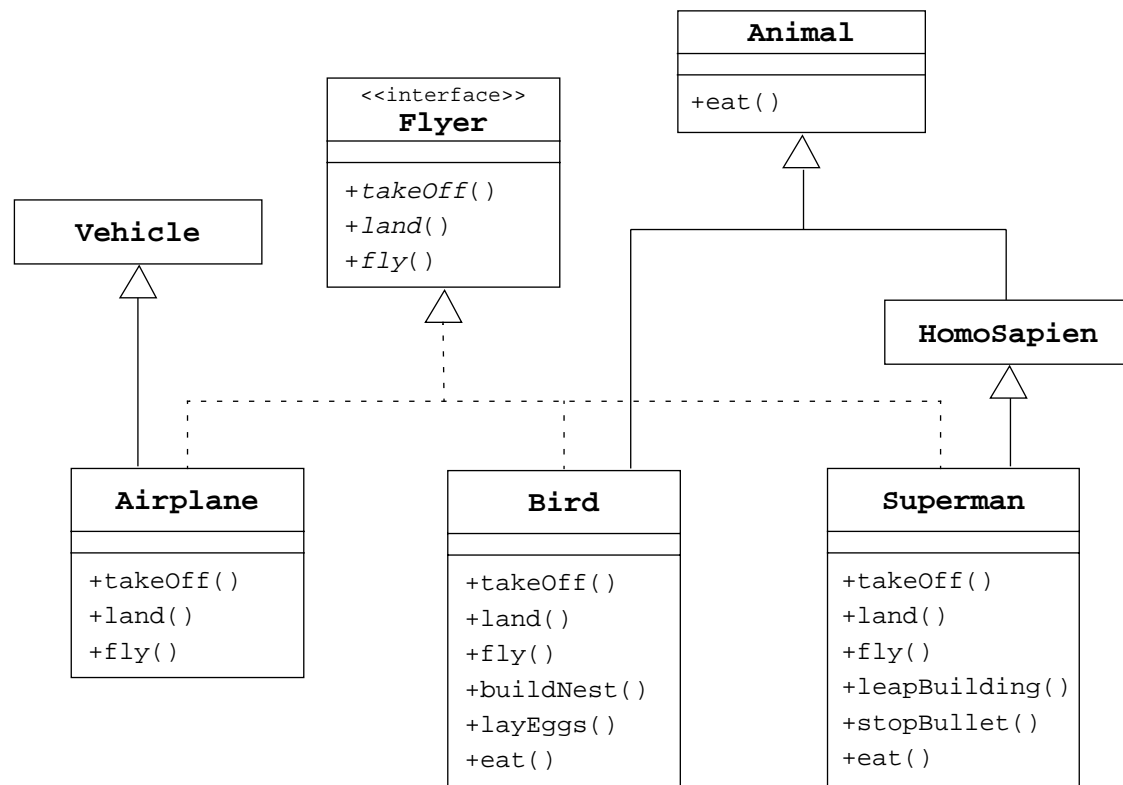 Animal
+eat()
<<interface>>
Flyer
+takeOff()
+land()
+fly()
Vehicle
HomoSapien
Airplane
+takeOff()
+land()
+fly()
Bird
+takeOff()
+land()
+fly()
+buildNest()
+layEggs()
+eat()
Superman
+takeOff()
+land()
+fly()
+leapBuilding()
+stopBullet()
+eat()